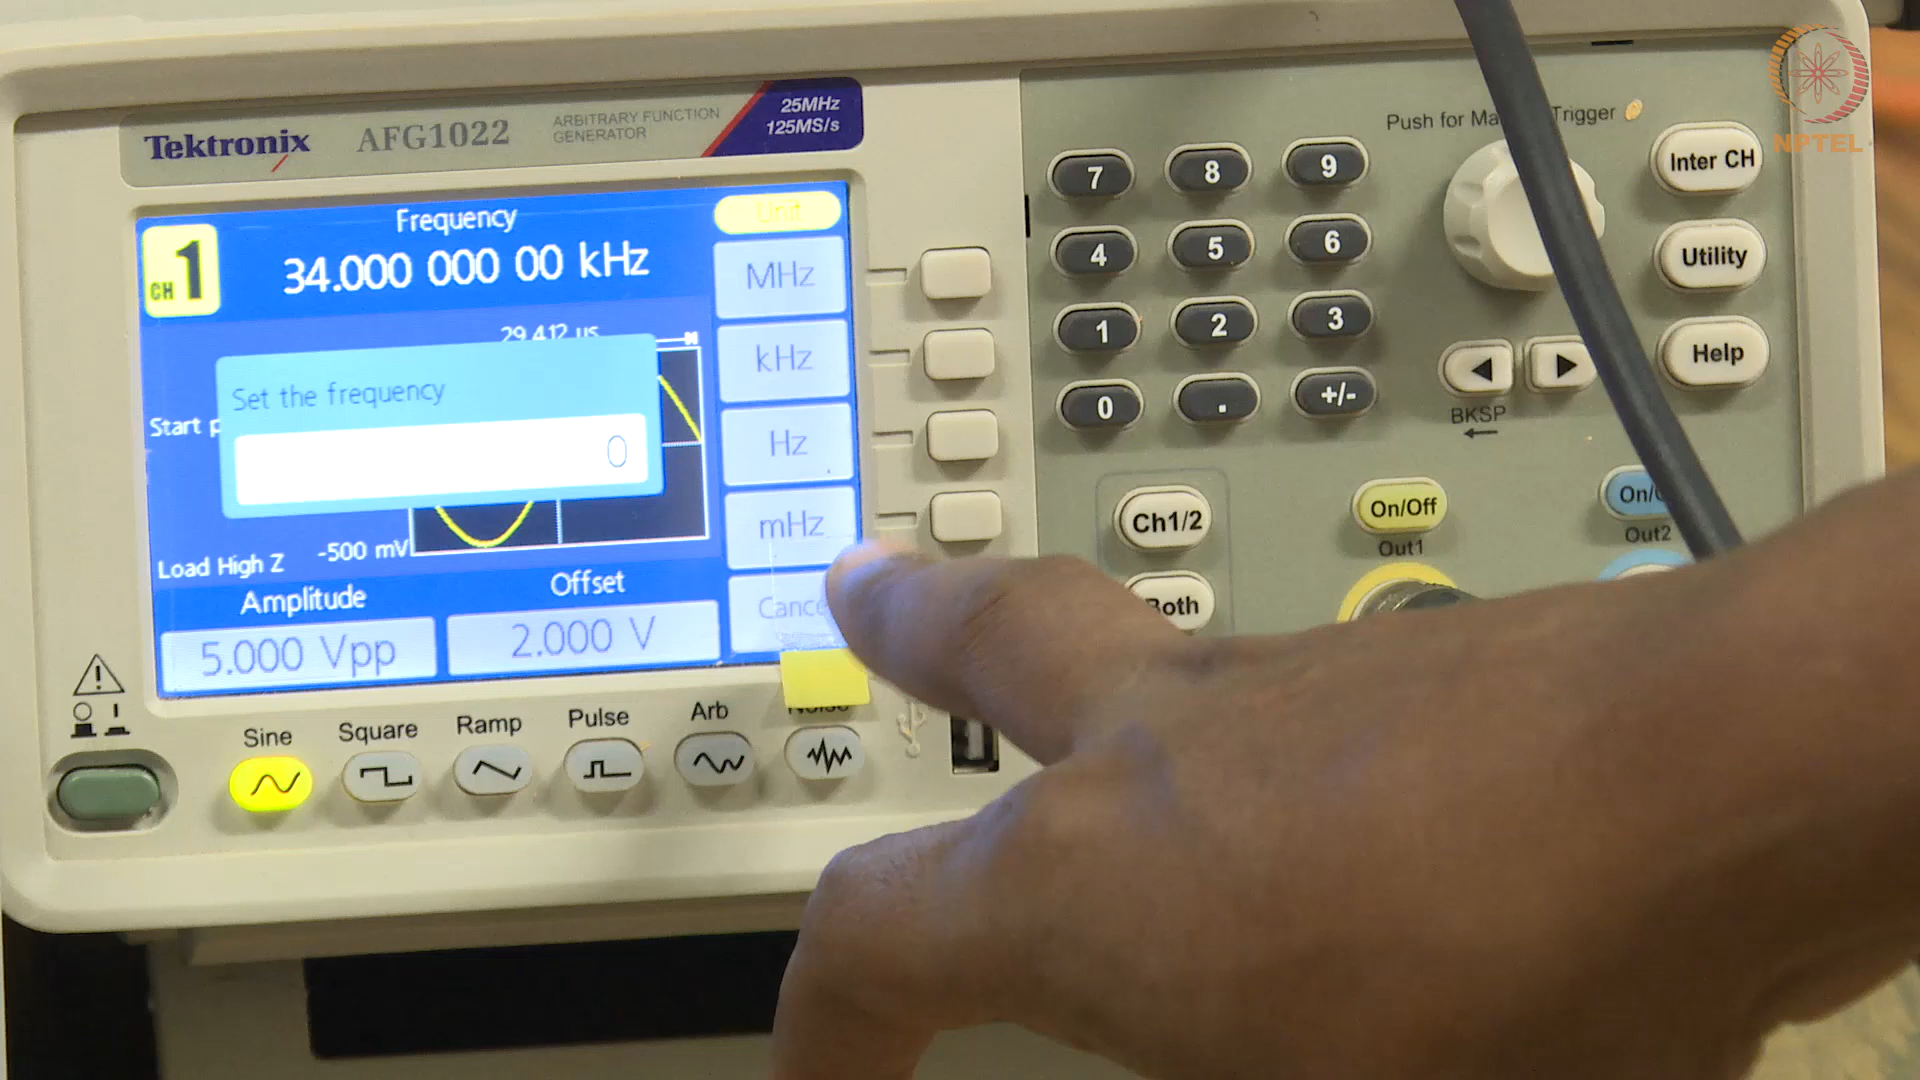 Tektronix AFG1022 ARBITRARY FUNCTION GENERATOR
25MHz
125MS/s
CH 1
Frequency
34.000 000 00 kHz
Unit
MHz
kHz
Hz
mHz
29.412 us
Set the frequency
0
Start
Load High Z
-500 mV
Amplitude
5.000 Vpp
Offset
2.000 V
Sine
Square
Ramp
Pulse
Arb
7 8 9
4 5 6
1 2 3
0 . +/-
Push for Trigger
Inter CH
Utility
Help
BKSP
Ch1/2
Both
On/Off
Out1
Out2
NPTEL